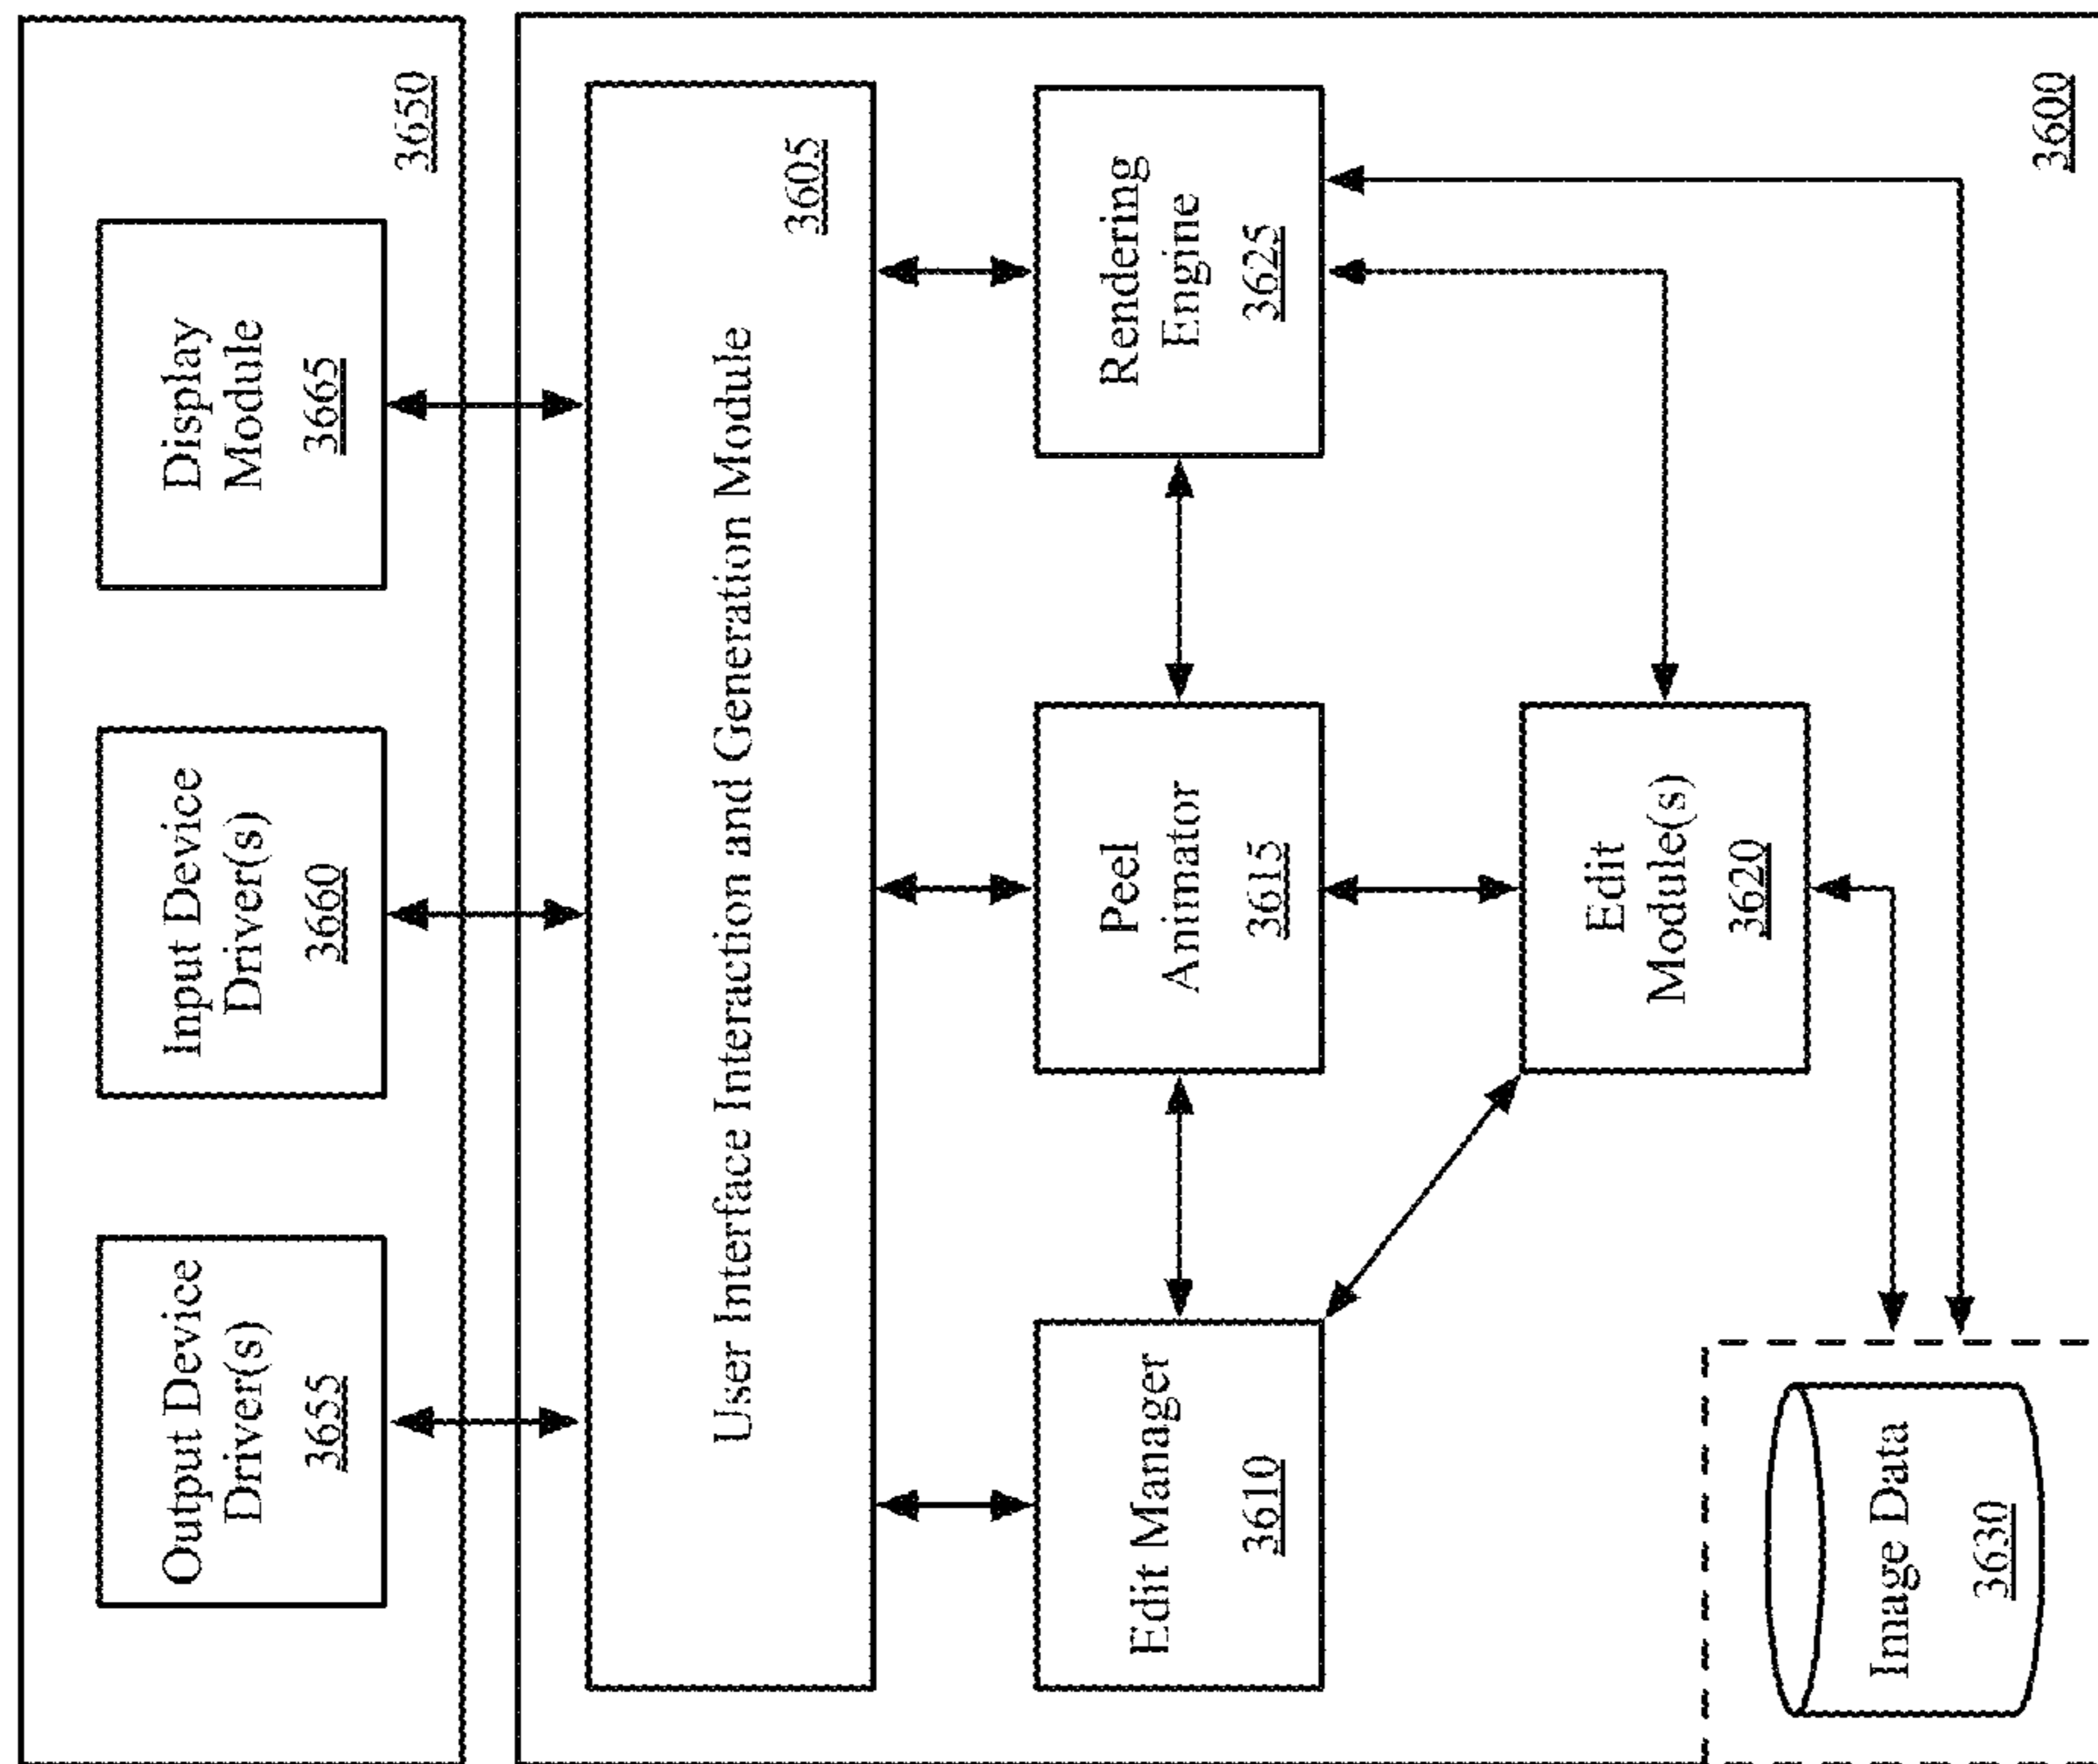 3650
Output Device
Driver(s)
3655
Input Device
Driver(s)
3660
Display
Module
3665
User Interface Interaction and Generation Module
3605
Edit Manager
3610
Peel
Animator
3615
Rendering
Engine
3625
Edit
Module(s)
3620
Image Data
3630
3600